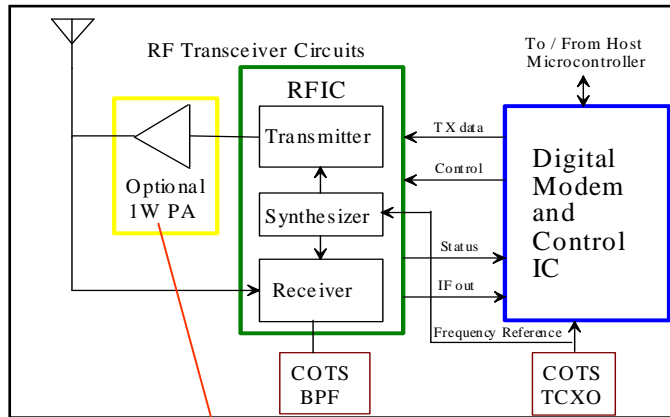 RF Transceiver Circuits
To / From Host
Microcontroller
RFIC
Transmitter
Optional
1W PA
Synthesizer
Receiver
TX data
Control
Status
IF out
Frequency Reference
Digital
Modem
and
Control
IC
COTS
BPF
COTS
TCXO